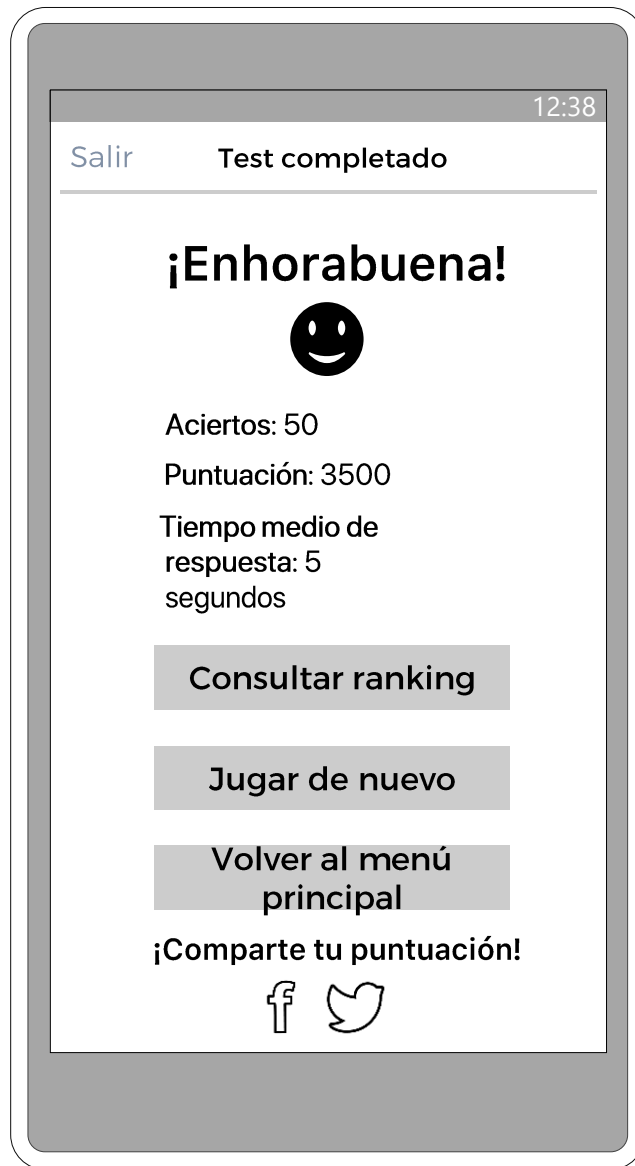 12:38
Salir Test completado
¡Enhorabuena!
Aciertos: 50
Puntuación: 3500
Tiempo medio de
respuesta: 5
segundos
Consultar ranking
Jugar de nuevo
Volver al menú
principal
¡Comparte tu puntuación!